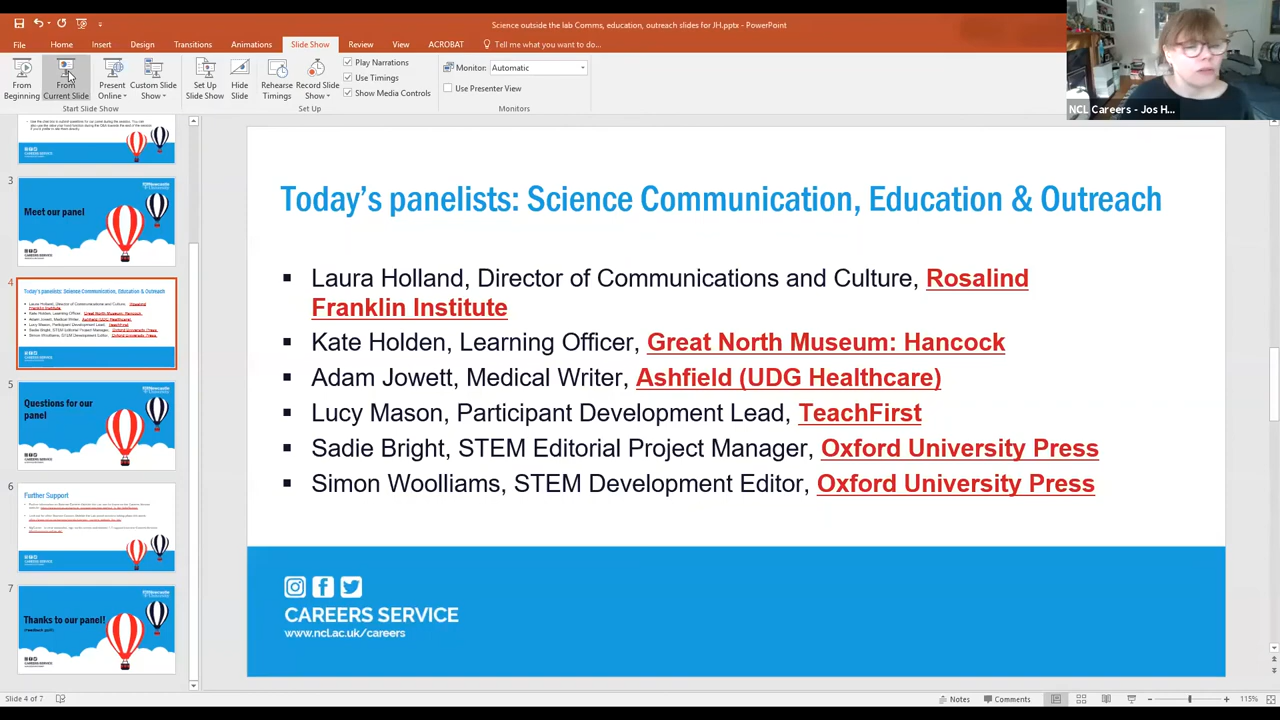 Science outside the lab Comms, education, outreach slides for JH.pptx - PowerPoint
File Home Insert Design Transitions Animations Slide Show Review View ACROBAT Tell me what you want to do...
From Beginning
From Current Slide
Present Online
Custom Slide Show
Set Up Slide Show
Hide Slide
Rehearse Timings
Record Slide Show
Play Narrations
Use Timings
Show Media Controls
Monitor: Automatic
Use Presenter View
Start Slide Show
Set Up
Monitors
NCL Careers - Jos H...
3
Meet our panel
4
Today's panelists: Science Communication, Education & Outreach
5
Questions for our
panel
6
Further Support
7
Thanks to our panel!
Today's panelists: Science Communication, Education & Outreach
▪ Laura Holland, Director of Communications and Culture, Rosalind
Franklin Institute
▪ Kate Holden, Learning Officer, Great North Museum: Hancock
▪ Adam Jowett, Medical Writer, Ashfield (UDG Healthcare)
▪ Lucy Mason, Participant Development Lead, TeachFirst
▪ Sadie Bright, STEM Editorial Project Manager, Oxford University Press
▪ Simon Woolliams, STEM Development Editor, Oxford University Press
CAREERS SERVICE
www.ncl.ac.uk/careers
Slide 4 of 7
Notes
Comments
115%